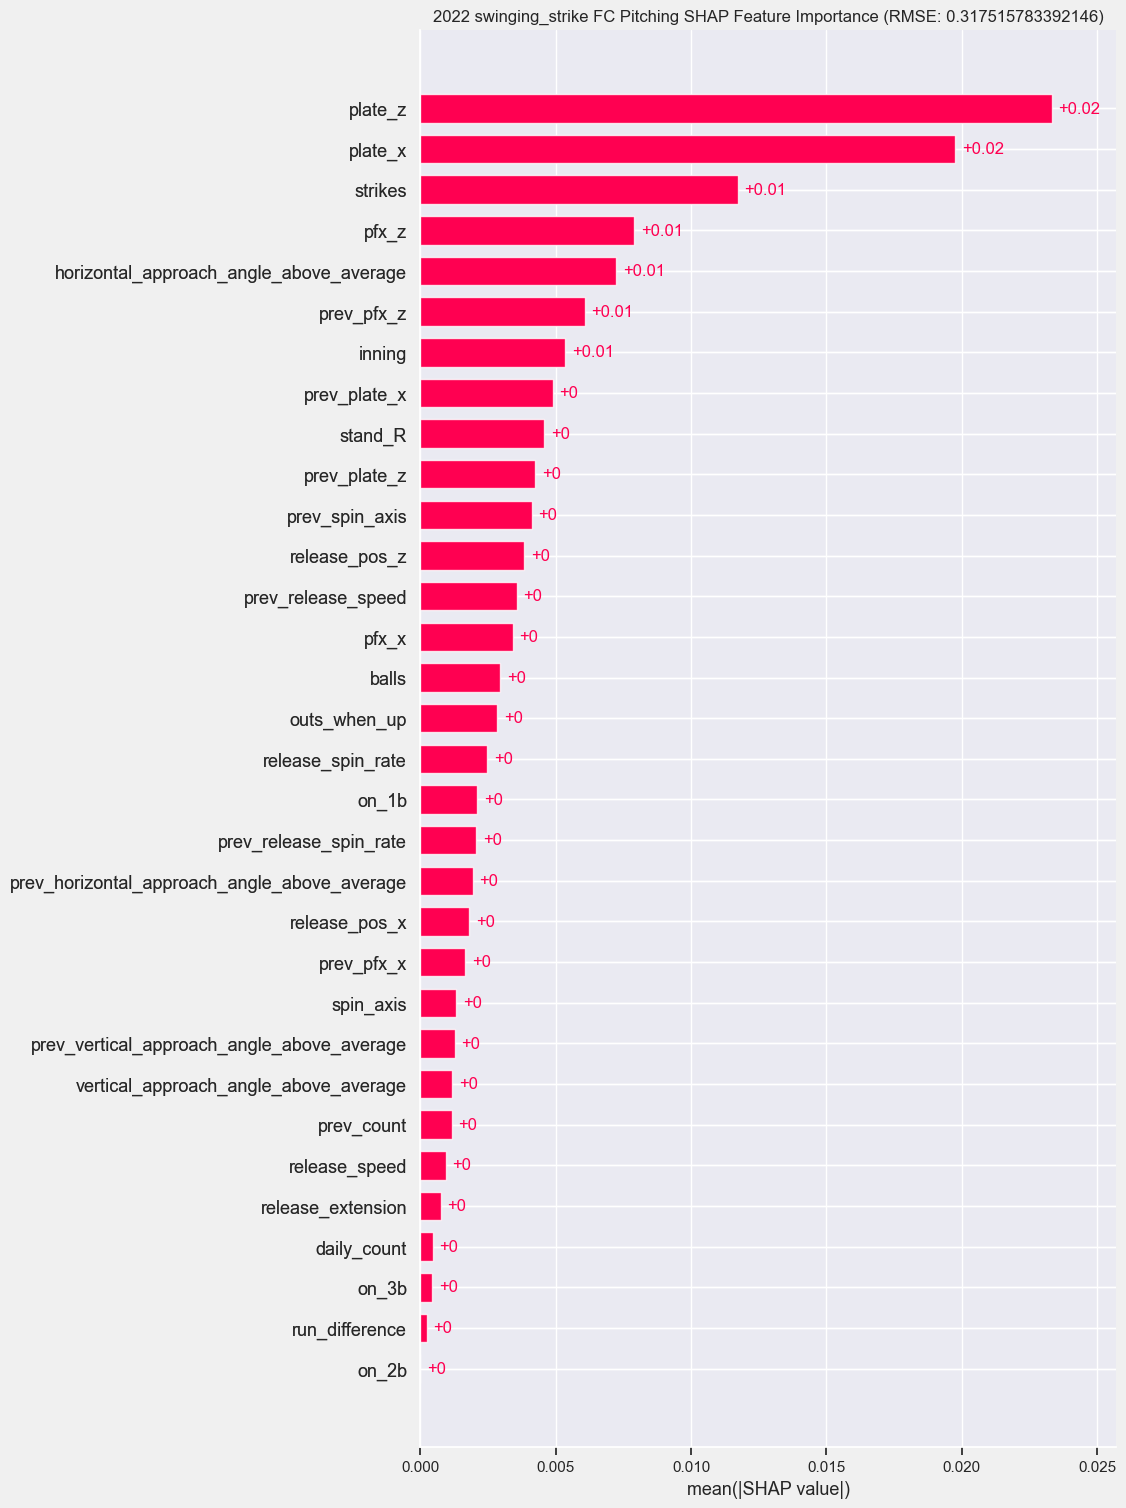 2022 swinging_strike FC Pitching SHAP Feature Importance (RMSE: 0.317515783392146)
plate_z +0.02
plate_x +0.02
strikes +0.01
pfx_z +0.01
horizontal_approach_angle_above_average +0.01
prev_pfx_z +0.01
inning +0.01
prev_plate_x +0
stand_R +0
prev_plate_z +0
prev_spin_axis +0
release_pos_z +0
prev_release_speed +0
pfx_x +0
balls +0
outs_when_up +0
release_spin_rate +0
on_1b +0
prev_release_spin_rate +0
prev_horizontal_approach_angle_above_average +0
release_pos_x +0
prev_pfx_x +0
spin_axis +0
prev_vertical_approach_angle_above_average +0
vertical_approach_angle_above_average +0
prev_count +0
release_speed +0
release_extension +0
daily_count +0
on_3b +0
run_difference +0
on_2b +0
0.000 0.005 0.010 0.015 0.020 0.025
mean(|SHAP value|)